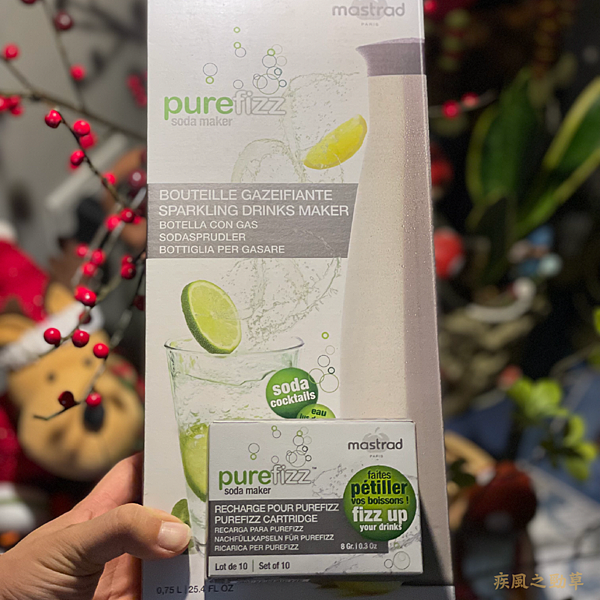 mastrad
PARIS
purefizz
soda maker
BOUTEILLE GAZEIFIANTE
SPARKLING DRINKS MAKER
BOTELLA CON GAS
SODASPRUDLER
BOTTIGLIA PER GASARE
soda
cocktails
eau
mastrad
PARIS
purefizz™
soda maker
faites
pétiller
vos boissons !
fizz up
your drinks
RECHARGE POUR PUREFIZZ
PUREFIZZ CARTRIDGE
RECARGA PARA PUREFIZZ
NACHFÜLLKAPSELN FÜR PUREFIZZ
RICARICA PER PUREFIZZ
8 Gr. | 0.3 Oz
Lot de 10 | Set of 10
0,75 L | 25.4 FL OZ
疾風之草